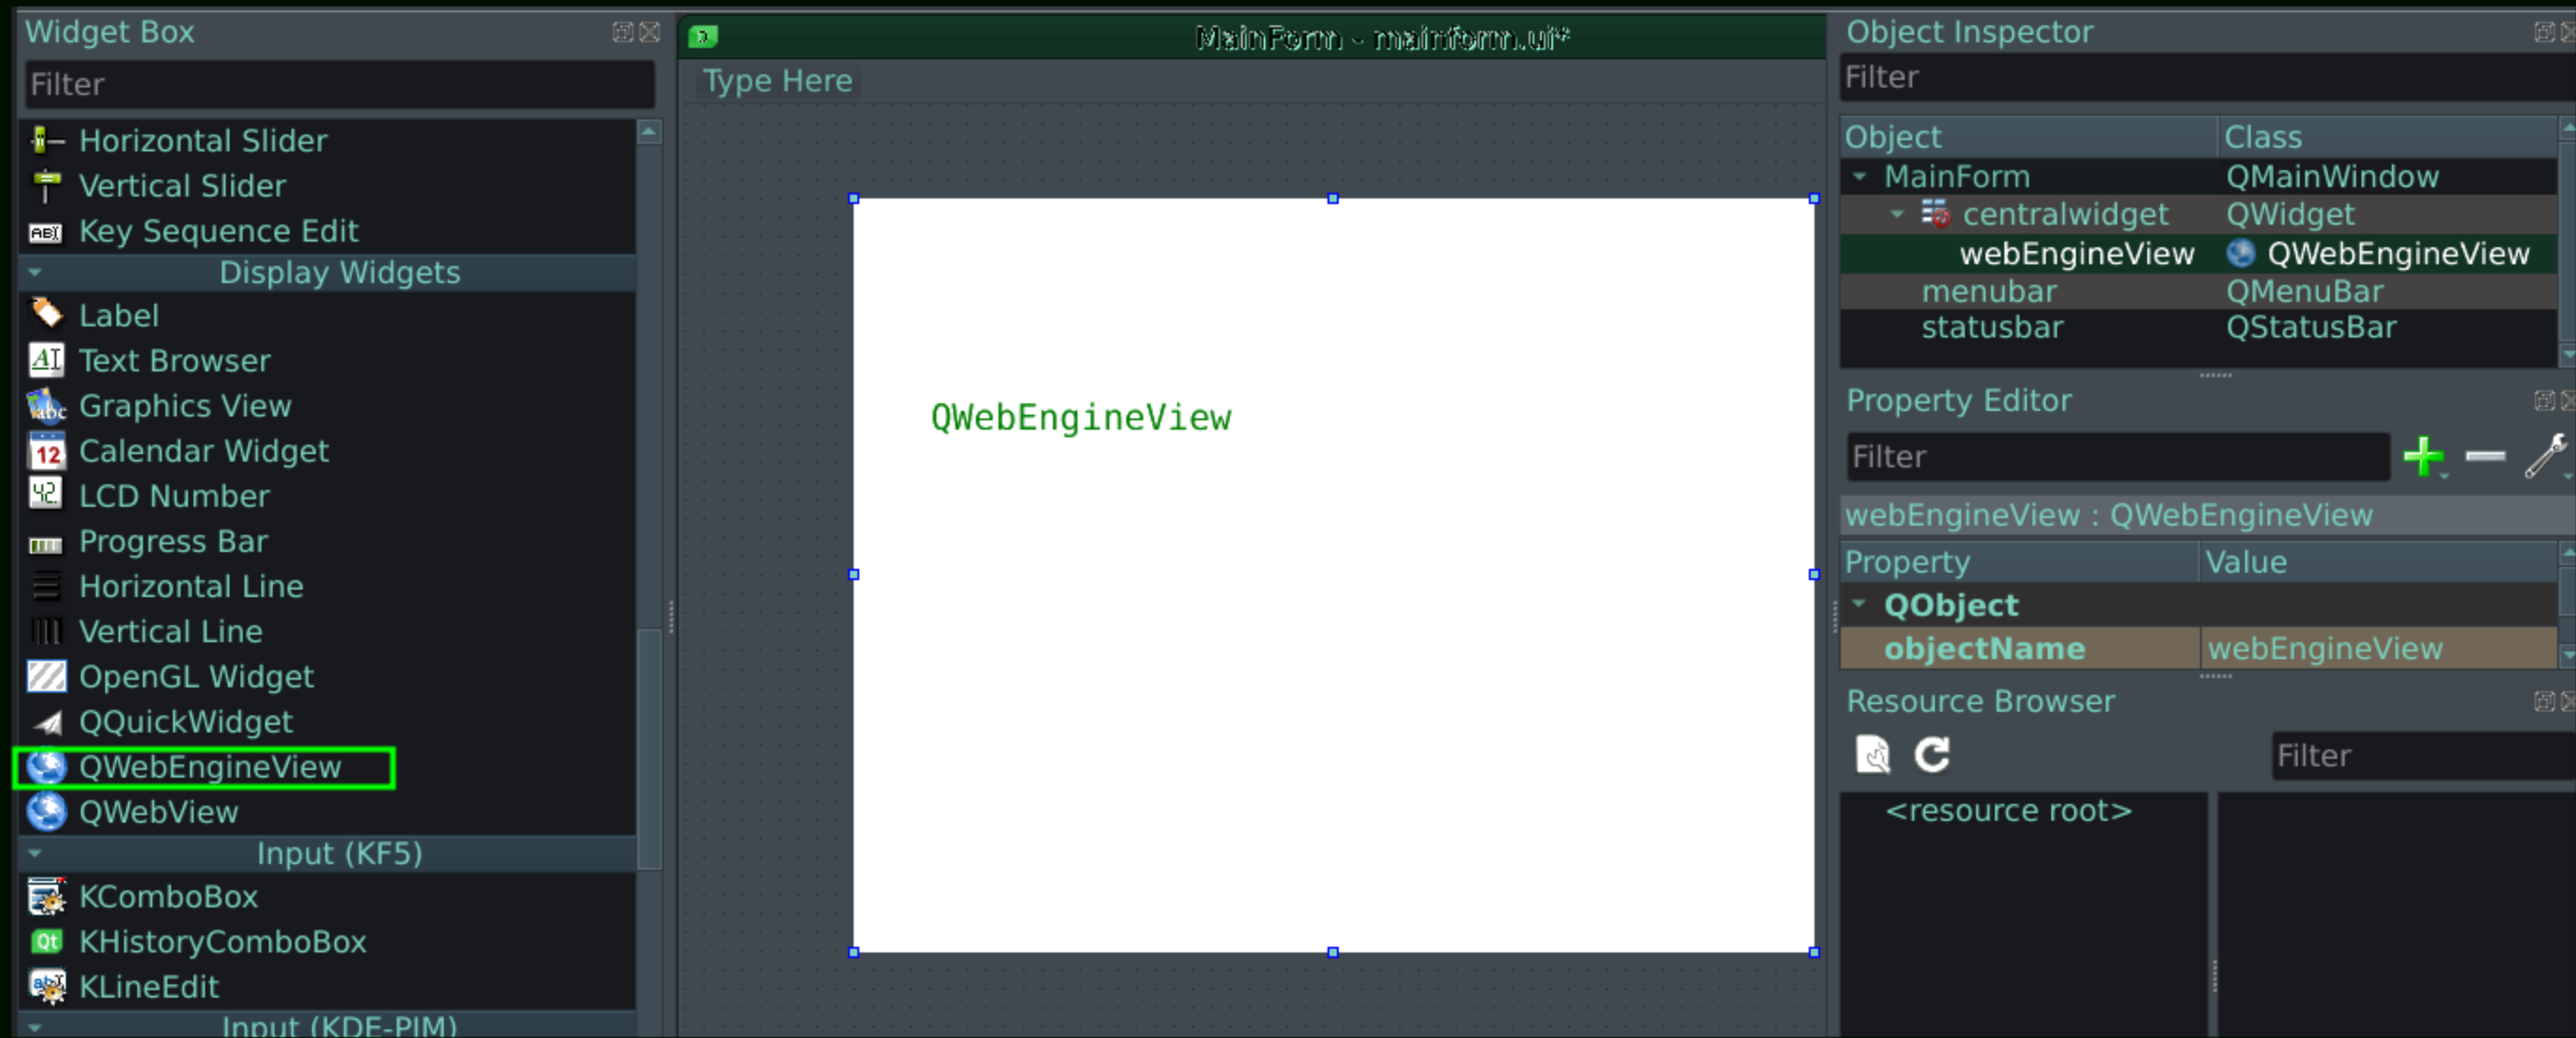 Widget Box
Filter
Horizontal Slider
Vertical Slider
Key Sequence Edit
Display Widgets
Label
Text Browser
Graphics View
Calendar Widget
LCD Number
Progress Bar
Horizontal Line
Vertical Line
OpenGL Widget
QQuickWidget
QWebEngineView
QWebView
Input (KF5)
KComboBox
KHistoryComboBox
KLineEdit
Input (KDE-PIM)
MainForm - mainform.ui*
Type Here
QWebEngineView
Object Inspector
Filter
Object Class
MainForm QMainWindow
centralwidget QWidget
webEngineView QWebEngineView
menubar QMenuBar
statusbar QStatusBar
Property Editor
Filter
webEngineView : QWebEngineView
Property Value
QObject
objectName webEngineView
Resource Browser
Filter
<resource root>